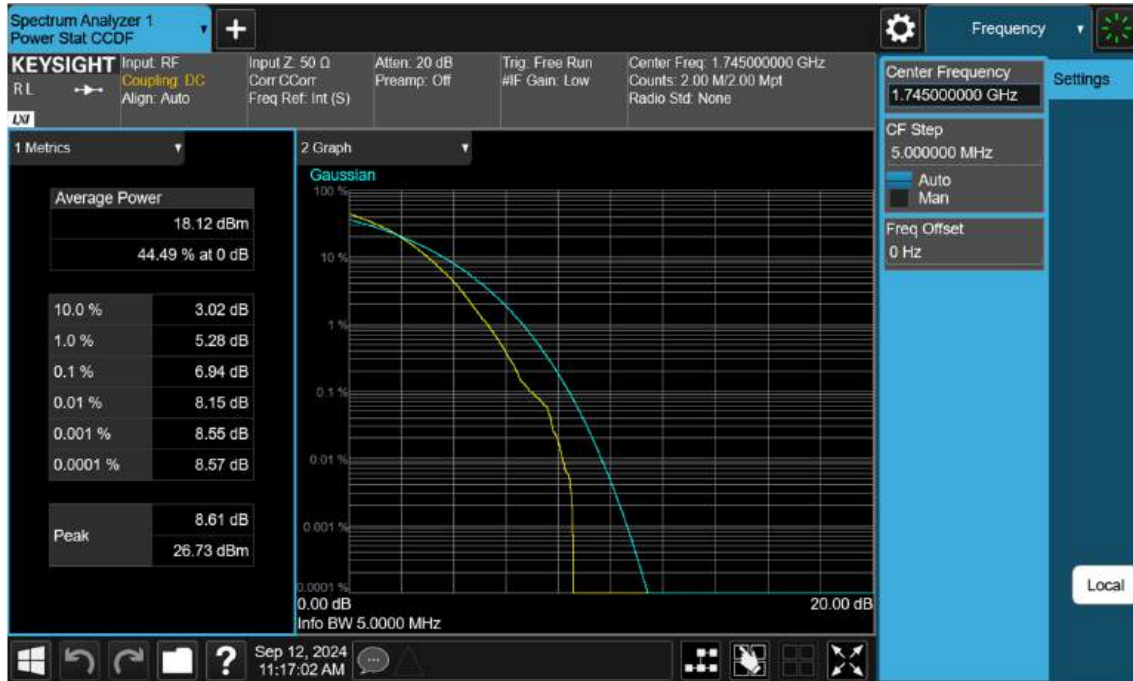 Spectrum Analyzer 1
Power Stat CCDF
Frequency
KEYSIGHT
RL
LXI
Input: RF
Coupling: DC
Align: Auto
Input Z: 50 Ω
Corr CCorr
Freq Ref: Int (S)
Atten: 20 dB
Preamp: Off
Trig: Free Run
#IF Gain: Low
Center Freq: 1.745000000 GHz
Counts: 2.00 M/2.00 Mpt
Radio Std: None
Center Frequency
1.745000000 GHz
Settings
CF Step
5.000000 MHz
Auto
Man
Freq Offset
0 Hz
1 Metrics
Average Power
18.12 dBm
44.49 % at 0 dB
10.0 % 3.02 dB
1.0 % 5.28 dB
0.1 % 6.94 dB
0.01 % 8.15 dB
0.001 % 8.55 dB
0.0001 % 8.57 dB
Peak
8.61 dB
26.73 dBm
2 Graph
Gaussian
100 %
10 %
1 %
0.1 %
0.01 %
0.001 %
0.0001 %
0.00 dB 20.00 dB
Info BW 5.0000 MHz
Local
?
Sep 12, 2024
11:17:02 AM